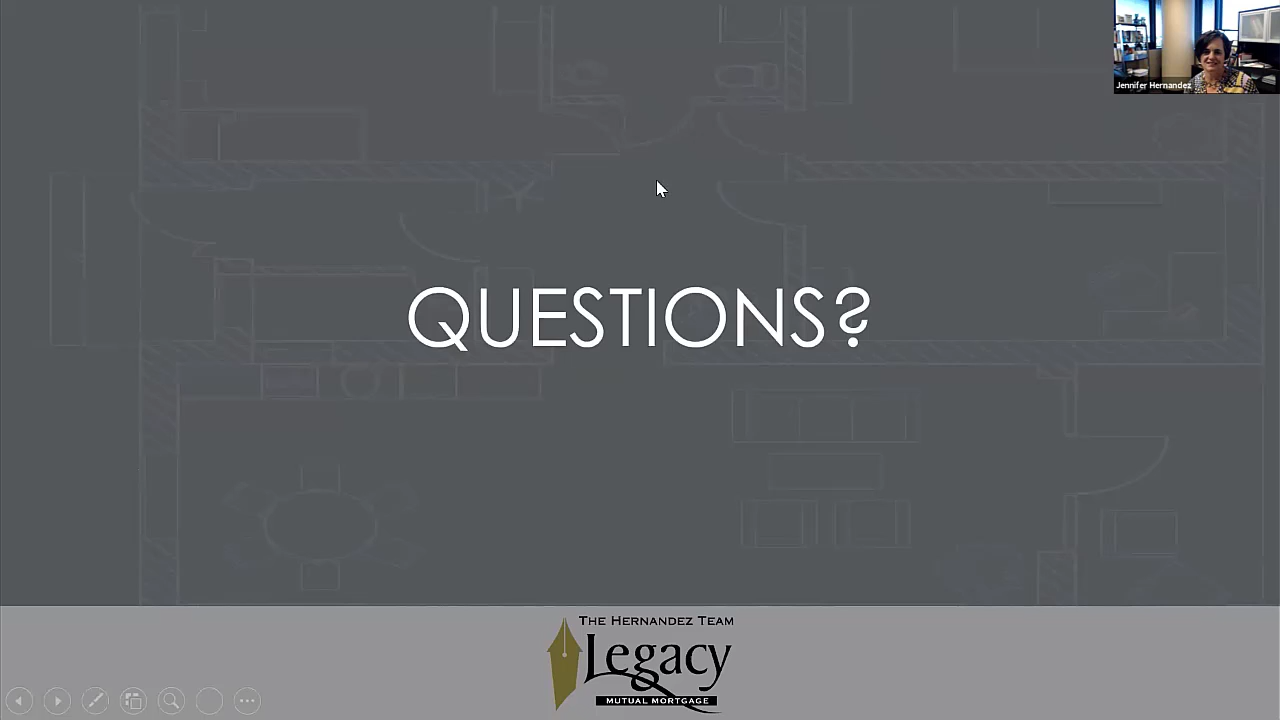 Jennifer Hernandez
QUESTIONS?
THE HERNANDEZ TEAM
Legacy
MUTUAL MORTGAGE